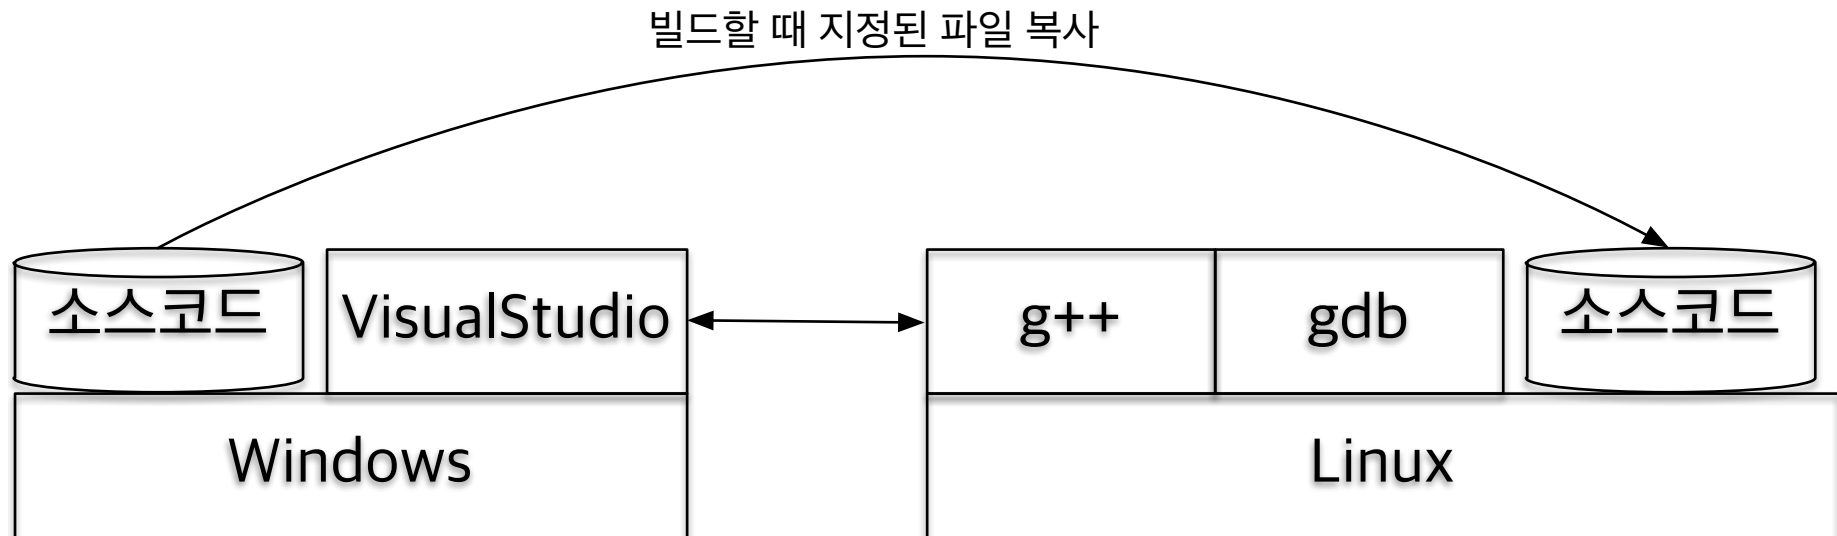 빌드할 때 지정된 파일 복사
소스코드
VisualStudio
g++
gdb
소스코드
Windows
Linux